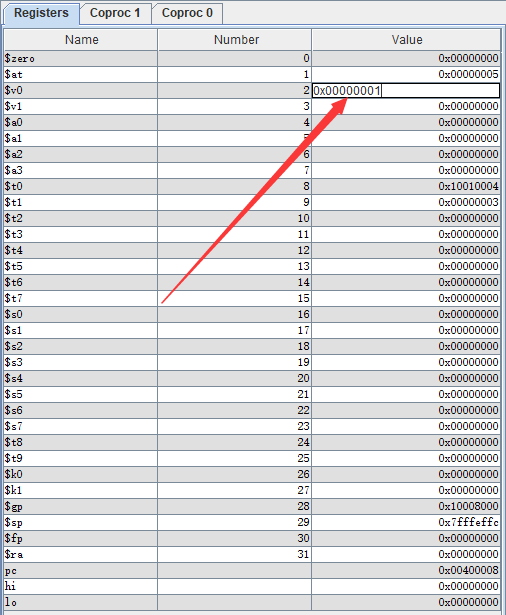 Registers Coproc 1 Coproc 0
Name Number Value
$zero 0 0x00000000
$at 1 0x00000005
$v0 2 0x00000001
$v1 3 0x00000000
$a0 4 0x00000000
$a1 5 0x00000000
$a2 6 0x00000000
$a3 7 0x00000000
$t0 8 0x10010004
$t1 9 0x00000003
$t2 10 0x00000000
$t3 11 0x00000000
$t4 12 0x00000000
$t5 13 0x00000000
$t6 14 0x00000000
$t7 15 0x00000000
$s0 16 0x00000000
$s1 17 0x00000000
$s2 18 0x00000000
$s3 19 0x00000000
$s4 20 0x00000000
$s5 21 0x00000000
$s6 22 0x00000000
$s7 23 0x00000000
$t8 24 0x00000000
$t9 25 0x00000000
$k0 26 0x00000000
$k1 27 0x00000000
$gp 28 0x10008000
$sp 29 0x7fffeffc
$fp 30 0x00000000
$ra 31 0x00000000
pc 0x00400008
hi 0x00000000
lo 0x00000000